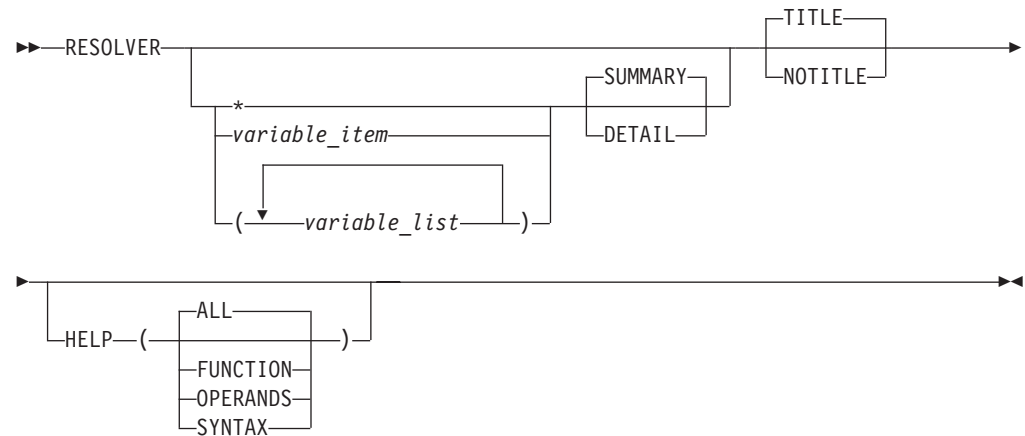 TITLE
RESOLVER
SUMMARY NOTITLE
*
variable_item DETAIL
( variable_list )
ALL
HELP ( )
FUNCTION
OPERANDS
SYNTAX